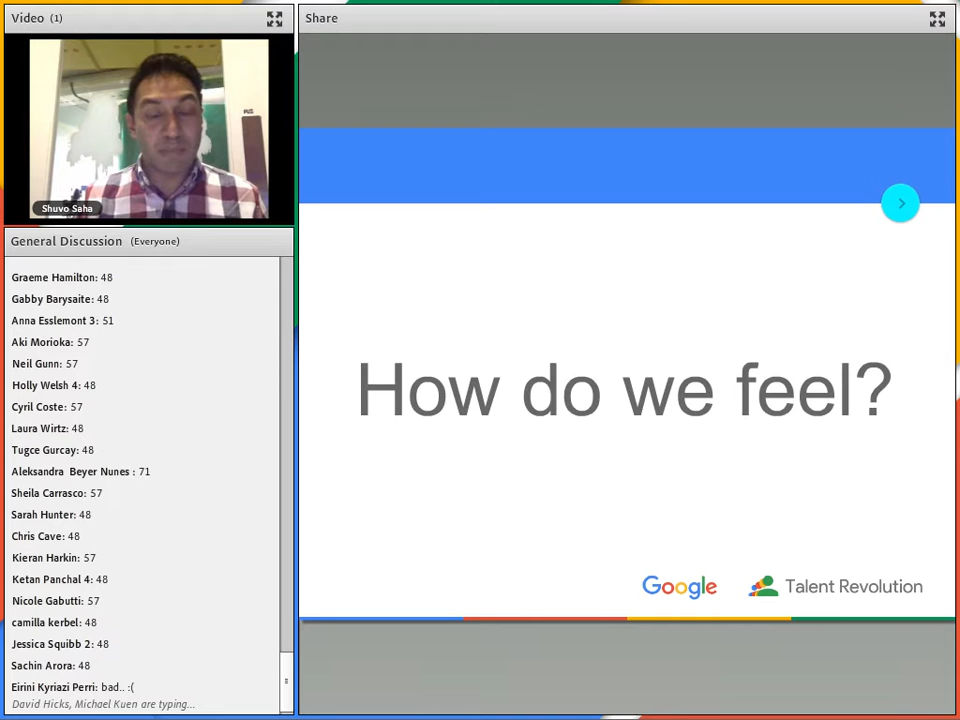 Video (1)
Shuvo Saha
General Discussion (Everyone)
Graeme Hamilton: 48
Gabby Barysaite: 48
Anna Esslemont 3: 51
Aki Morioka: 57
Neil Gunn: 57
Holly Welsh 4: 48
Cyril Coste: 57
Laura Wirtz: 48
Tugce Gurcay: 48
Aleksandra Beyer Nunes : 71
Sheila Carrasco: 57
Sarah Hunter: 48
Chris Cave: 48
Kieran Harkin: 57
Ketan Panchal 4: 48
Nicole Gabutti: 57
camilla kerbel: 48
Jessica Squibb 2: 48
Sachin Arora: 48
Eirini Kyriazi Perri: bad.. :(
David Hicks, Michael Kuen are typing...
Share
How do we feel?
Google Talent Revolution